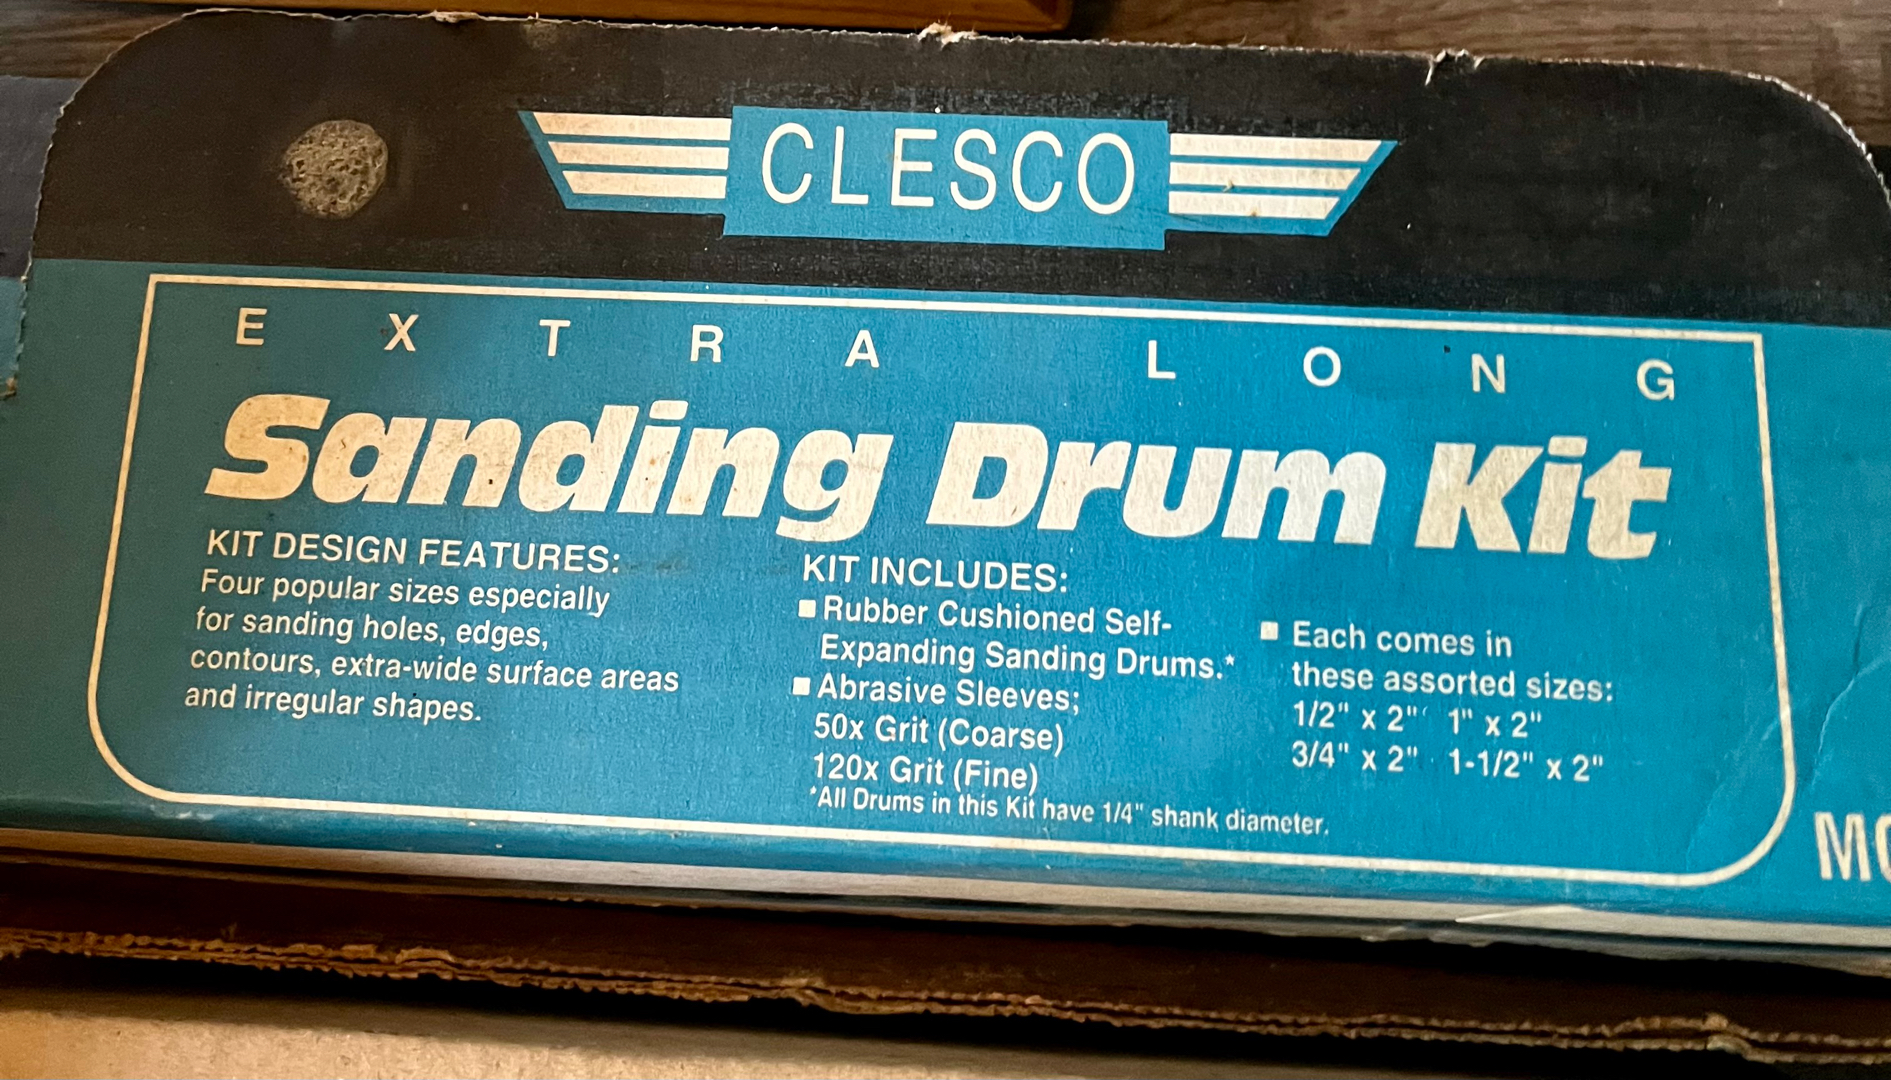 CLESCO
EXTRA LONG
Sanding Drum Kit
KIT DESIGN FEATURES:
Four popular sizes especially
for sanding holes, edges,
contours, extra-wide surface areas
and irregular shapes.
KIT INCLUDES:
Rubber Cushioned Self-
Expanding Sanding Drums.*
Abrasive Sleeves;
50x Grit (Coarse)
120x Grit (Fine)
*All Drums in this Kit have 1/4" shank diameter.
Each comes in
these assorted sizes:
1/2" x 2" 1" x 2"
3/4" x 2" 1-1/2" x 2"